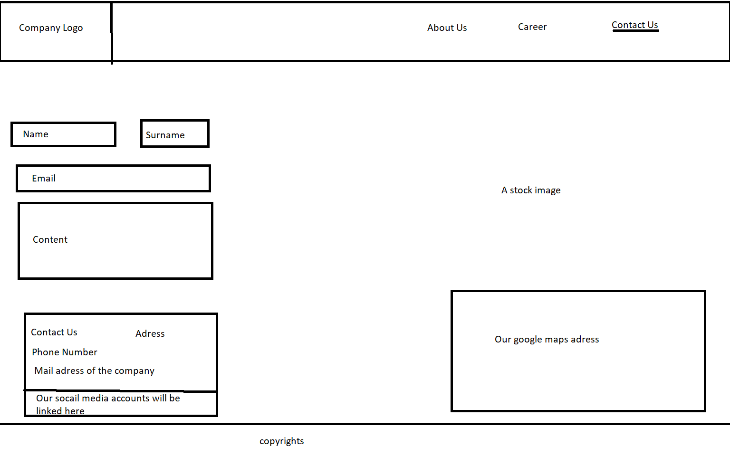 Company Logo
About Us
Career
Contact Us
Name
Surname
Email
A stock image
Content
Contact Us
Adress
Phone Number
Mail adress of the company
Our google maps adress
Our socail media accounts will be
linked here
copyrights